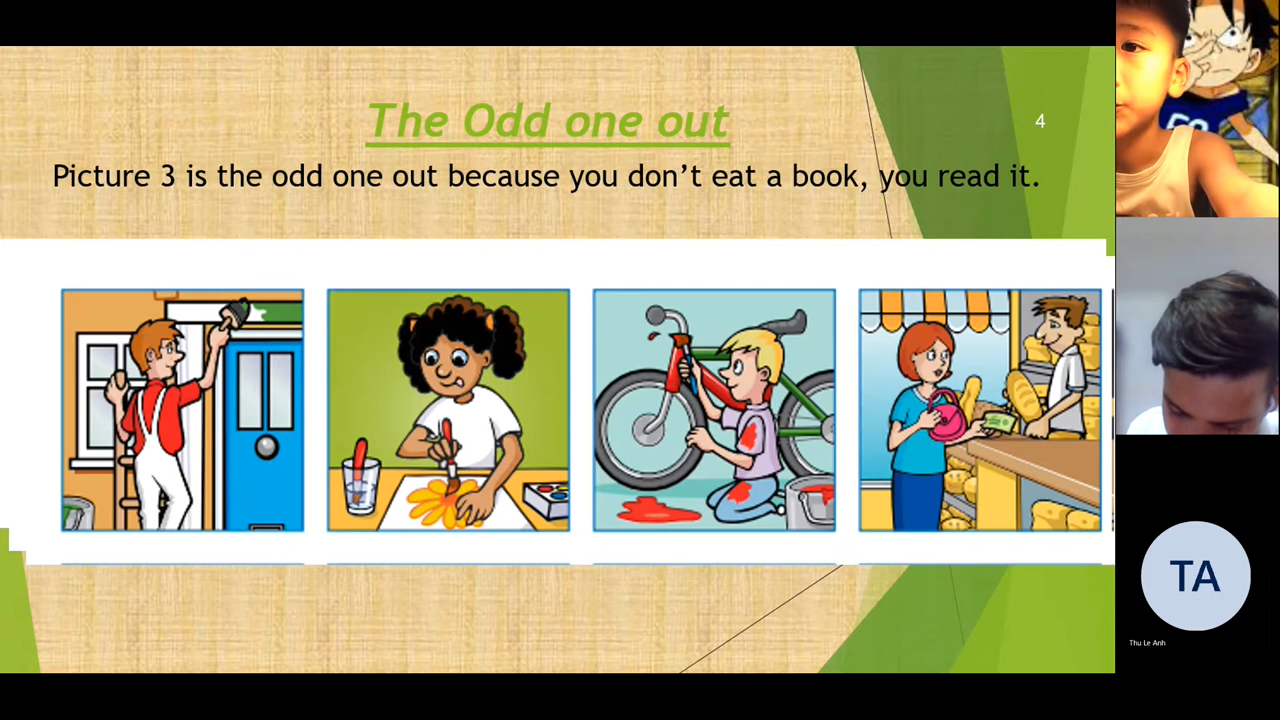 The Odd one out
4
Picture 3 is the odd one out because you don't eat a book, you read it.
TA
Thu Le Anh